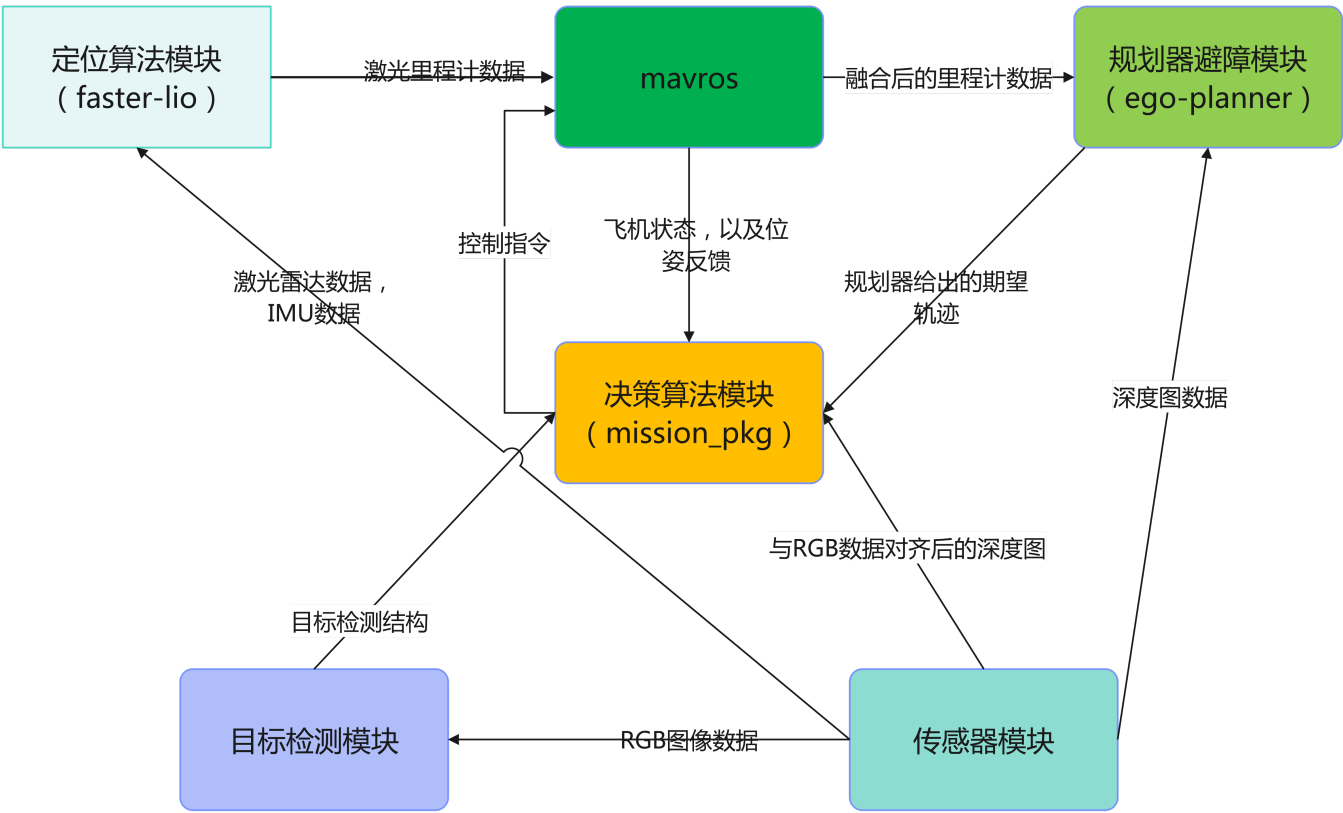 定位算法模块
（faster-lio）
激光里程计数据
mavros
融合后的里程计数据
规划器避障模块
（ego-planner）
控制指令
飞机状态，以及位
姿反馈
激光雷达数据，
IMU数据
规划器给出的期望
轨迹
决策算法模块
（mission_pkg）
深度图数据
与RGB数据对齐后的深度图
目标检测结构
目标检测模块
RGB图像数据
传感器模块